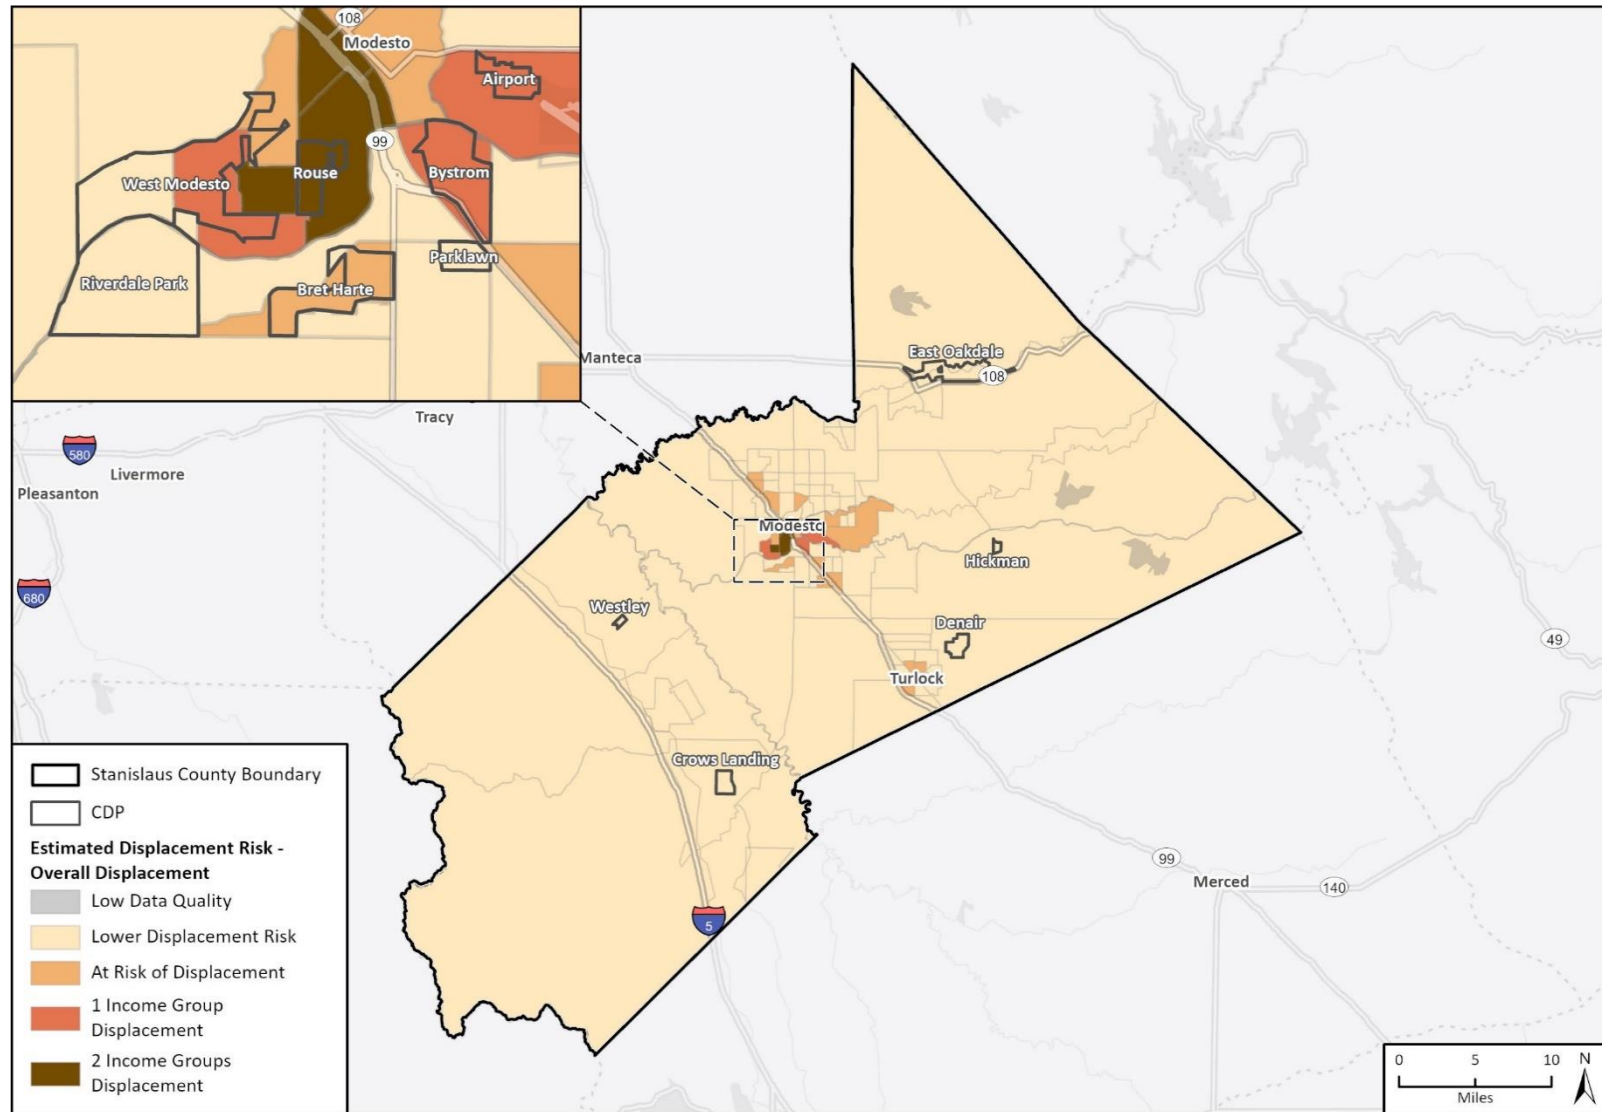 108
Modesto
Airport
99
West Modesto
Rouse
Bystrom
Parklawn
Riverdale Park
Bret Harte
Manteca
East Oakdale
108
Tracy
580
Livermore
Pleasanton
Modesto
Hickman
680
Westley
Denair
49
Turlock
Crows Landing
99
Merced
140
5
Stanislaus County Boundary
CDP
Estimated Displacement Risk -
Overall Displacement
Low Data Quality
Lower Displacement Risk
At Risk of Displacement
1 Income Group
Displacement
2 Income Groups
Displacement
0 5 10
Miles
N